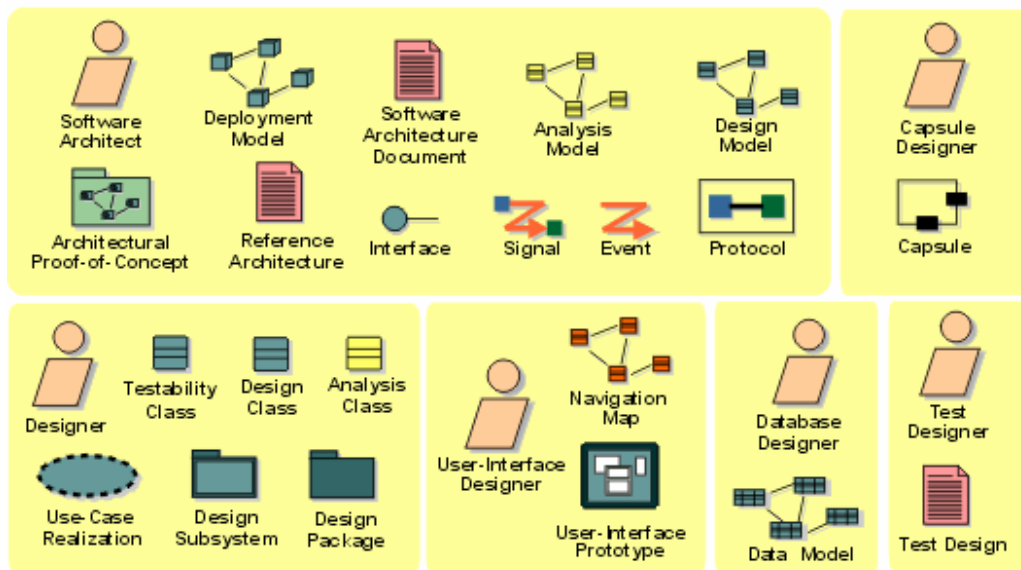 Software
Architect
Deployment
Model
Software
Architecture
Document
Analysis
Model
Design
Model
Capsule
Designer
Architectural
Proof-of-Concept
Reference
Architecture
Interface
Signal
Event
Protocol
Capsule
Designer
Testability
Class
Design
Class
Analysis
Class
Use-Case
Realization
Design
Subsystem
Design
Package
User-Interface
Designer
Navigation
Map
User-Interface
Prototype
Database
Designer
Data Model
Test
Designer
Test Design